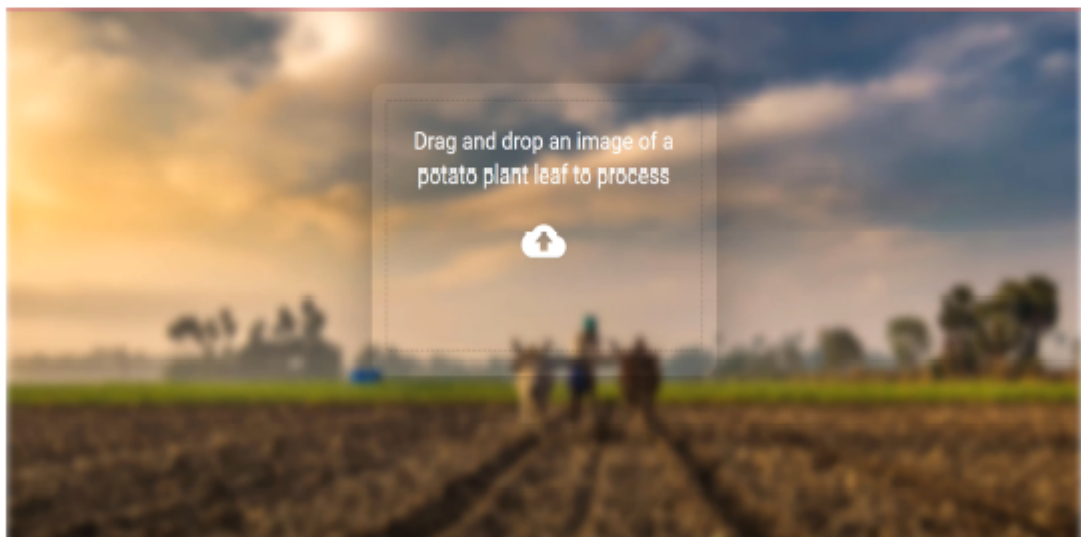 Drag and drop an image of a
potato plant leaf to process